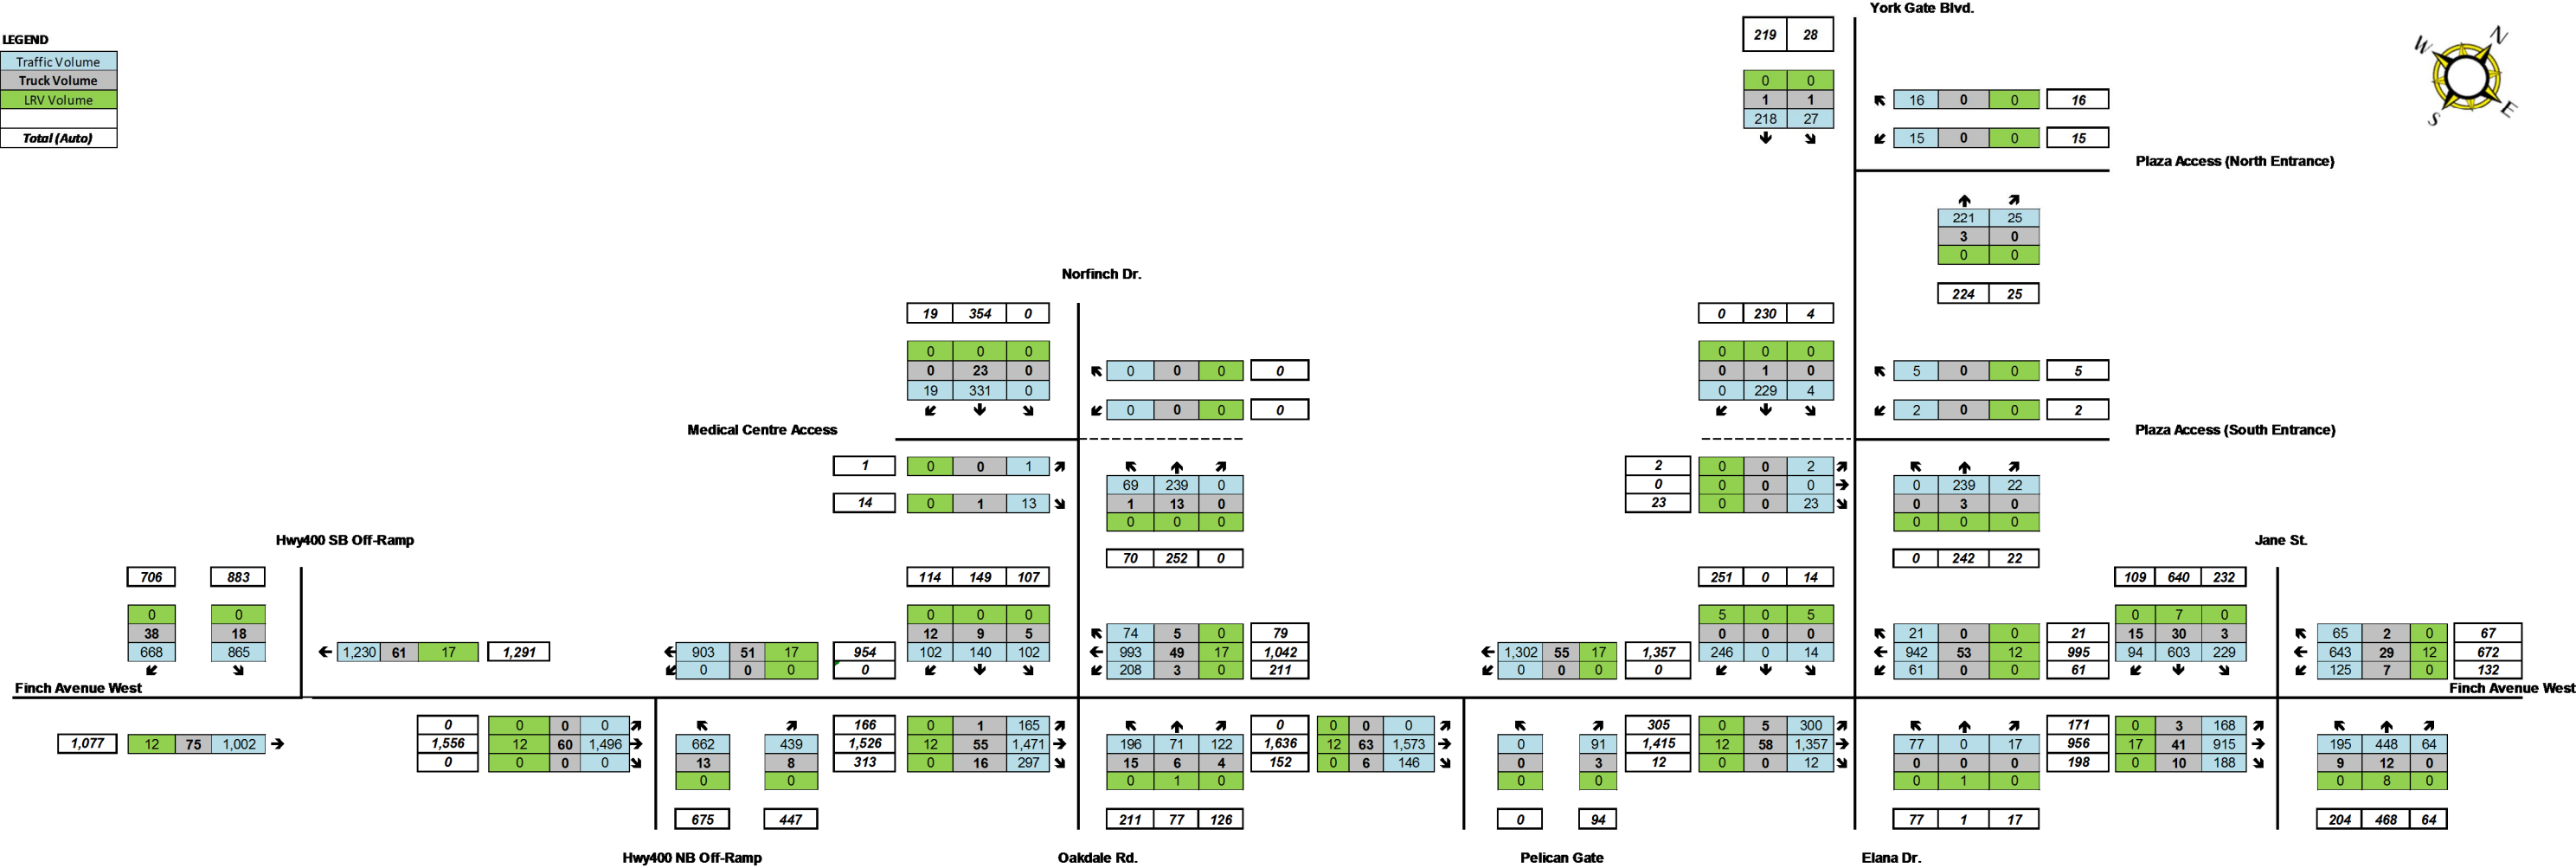 York Gate Blvd.
219 28
LEGEND
Traffic Volume
Truck Volume
LRV Volume
Total (Auto)
N
W
E
S
0 0
1 1
218 27
16 0 0 16
15 0 0 15
Plaza Access (North Entrance)
221 25
3 0
0 0
224 25
Norfinch Dr.
19 354 0
0 0 0
0 23 0
19 331 0
0 0 0 0
0 0 0 0
0 230 4
0 0 0
0 1 0
0 229 4
5 0 0 5
2 0 0 2
Medical Centre Access
Plaza Access (South Entrance)
1 0 0 1
14 0 1 13
69 239 0
1 13 0
0 0 0
70 252 0
2 0 0 2
0 0 0 0
23 0 0 23
0 239 22
0 3 0
0 0 0
0 242 22
Hwy400 SB Off-Ramp
Jane St.
706 883
0 0
38 18
668 865
1,230 61 17 1,291
903 51 17 954
0 0 0 0
114 149 107
0 0 0
12 9 5
102 140 102
74 5 0 79
993 49 17 1,042
208 3 0 211
1,302 55 17 1,357
0 0 0 0
251 0 14
5 0 5
0 0 0
246 0 14
21 0 0 21
942 53 12 995
61 0 0 61
109 640 232
0 7 0
15 30 3
94 603 229
65 2 0 67
643 29 12 672
125 7 0 132
Finch Avenue West
Finch Avenue West
1,077 12 75 1,002
0 0 0 0
1,556 12 60 1,496
0 0 0 0
662 439
13 8
0 0
675 447
166 0 1 165
1,526 12 55 1,471
313 0 16 297
196 71 122
15 6 4
0 1 0
211 77 126
0 0 0 0
1,636 12 63 1,573
152 0 6 146
0 91
0 3
0 0
0 94
305 0 5 300
1,415 12 58 1,357
12 0 0 12
77 0 17
0 0 0
0 1 0
77 1 17
171 0 3 168
956 17 41 915
198 0 10 188
195 448 64
9 12 0
0 8 0
204 468 64
Hwy400 NB Off-Ramp
Oakdale Rd.
Pelican Gate
Elana Dr.